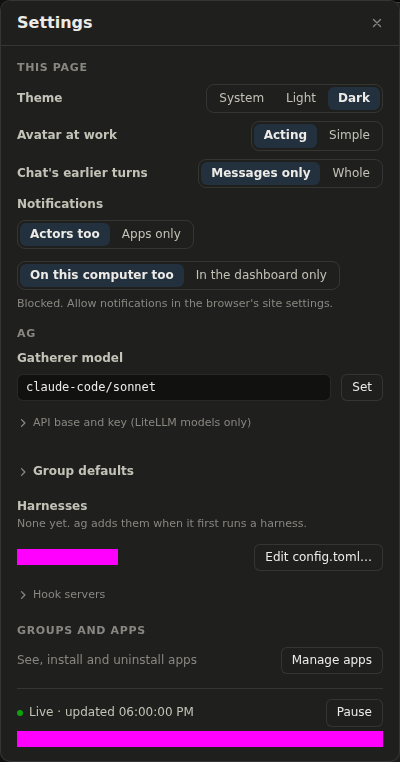 Settings
THIS PAGE
Theme System Light Dark
Avatar at work Acting Simple
Chat's earlier turns Messages only Whole
Notifications
Actors too Apps only
On this computer too In the dashboard only
Blocked. Allow notifications in the browser's site settings.
AG
Gatherer model
claude-code/sonnet Set
API base and key (LiteLLM models only)
Group defaults
Harnesses
None yet. ag adds them when it first runs a harness.
Edit config.toml…
Hook servers
GROUPS AND APPS
See, install and uninstall apps Manage apps
Live · updated 06:00:00 PM Pause